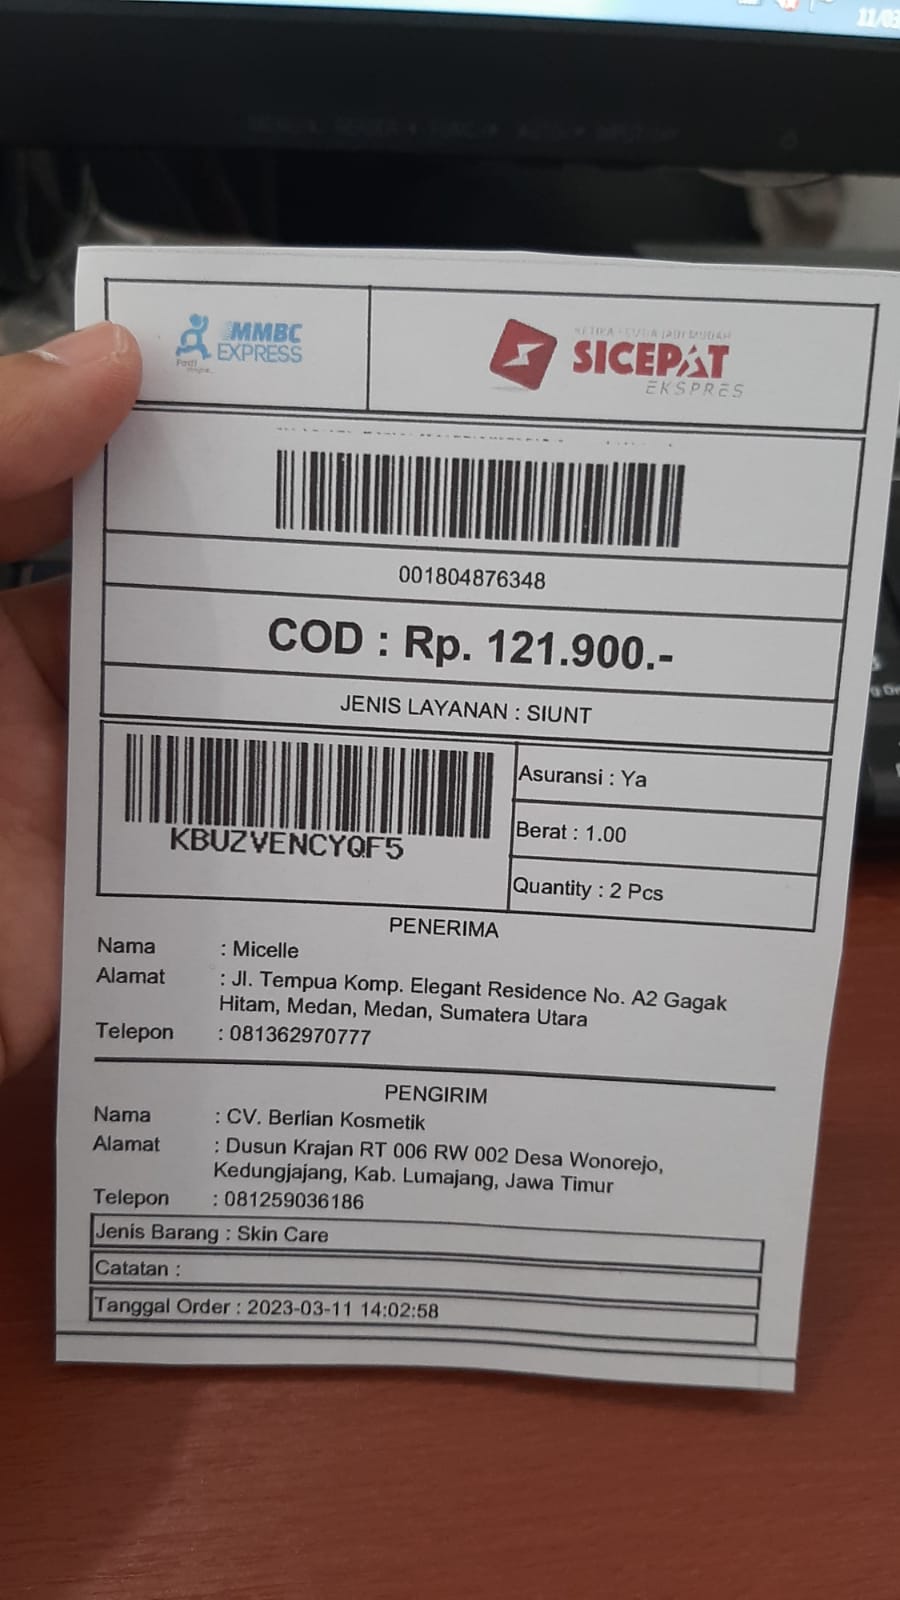 11/03
MMBC
EXPRESS
SICEPAT
EKSPRES
001804876348
COD : Rp. 121.900.-
JENIS LAYANAN : SIUNT
KBUZVENCYQF5
Asuransi : Ya
Berat : 1.00
Quantity : 2 Pcs
PENERIMA
Nama : Micelle
Alamat : Jl. Tempua Komp. Elegant Residence No. A2 Gagak
Hitam, Medan, Medan, Sumatera Utara
Telepon : 081362970777
PENGIRIM
Nama : CV. Berlian Kosmetik
Alamat : Dusun Krajan RT 006 RW 002 Desa Wonorejo,
Kedungjajang, Kab. Lumajang, Jawa Timur
Telepon : 081259036186
Jenis Barang : Skin Care
Catatan :
Tanggal Order : 2023-03-11 14:02:58